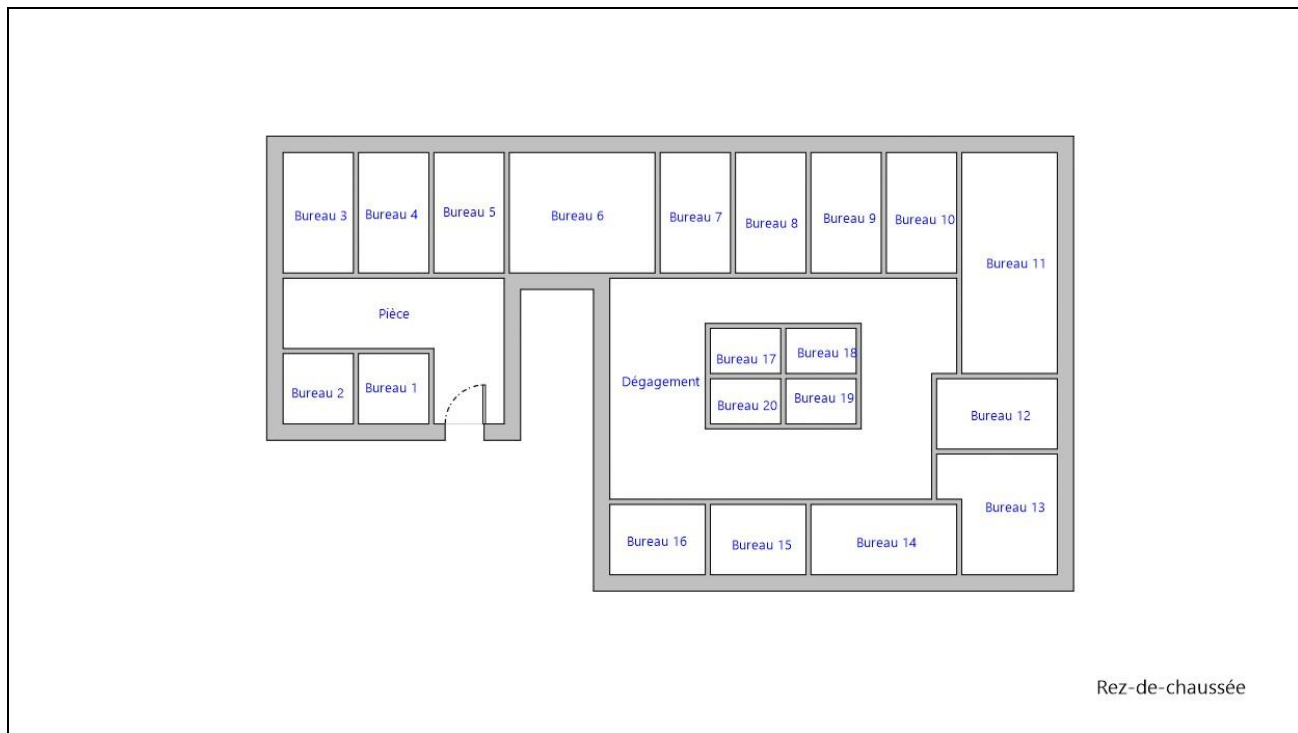 Bureau 3
Bureau 4
Bureau 5
Bureau 6
Bureau 7
Bureau 8
Bureau 9
Bureau 10
Bureau 11
Pièce
Bureau 17
Bureau 18
Dégagement
Bureau 2
Bureau 1
Bureau 20
Bureau 19
Bureau 12
Bureau 13
Bureau 16
Bureau 15
Bureau 14
Rez-de-chaussée